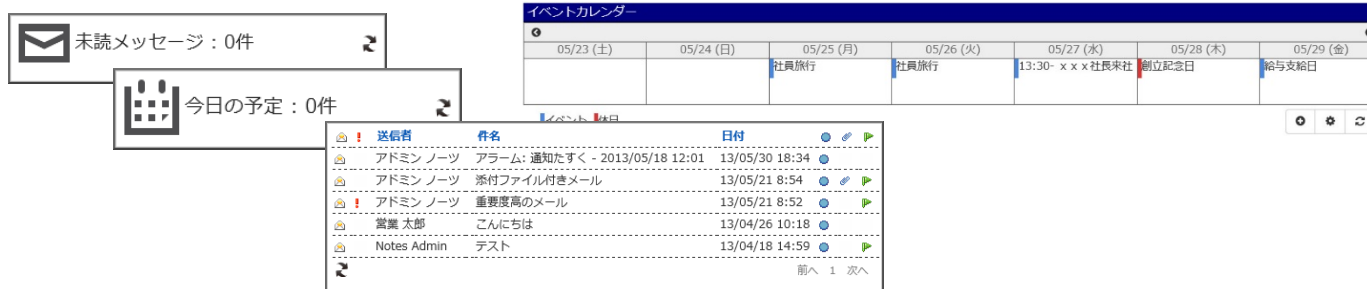 未読メッセージ：0件
今日の予定：0件
イベントカレンダー
05/23 (土) 05/24 (日) 05/25 (月) 05/26 (火) 05/27 (水) 05/28 (木) 05/29 (金)
社員旅行 社員旅行 13:30- ｘｘｘ社長来社 創立記念日 給与支給日
イベント 休日
送信者 件名 日付
アドミン ノーツ アラーム: 通知たすく - 2013/05/18 12:01 13/05/30 18:34
アドミン ノーツ 添付ファイル付きメール 13/05/21 8:54
! アドミン ノーツ 重要度高のメール 13/05/21 8:52
営業 太郎 こんにちは 13/04/26 10:18
Notes Admin テスト 13/04/18 14:59
前へ 1 次へ